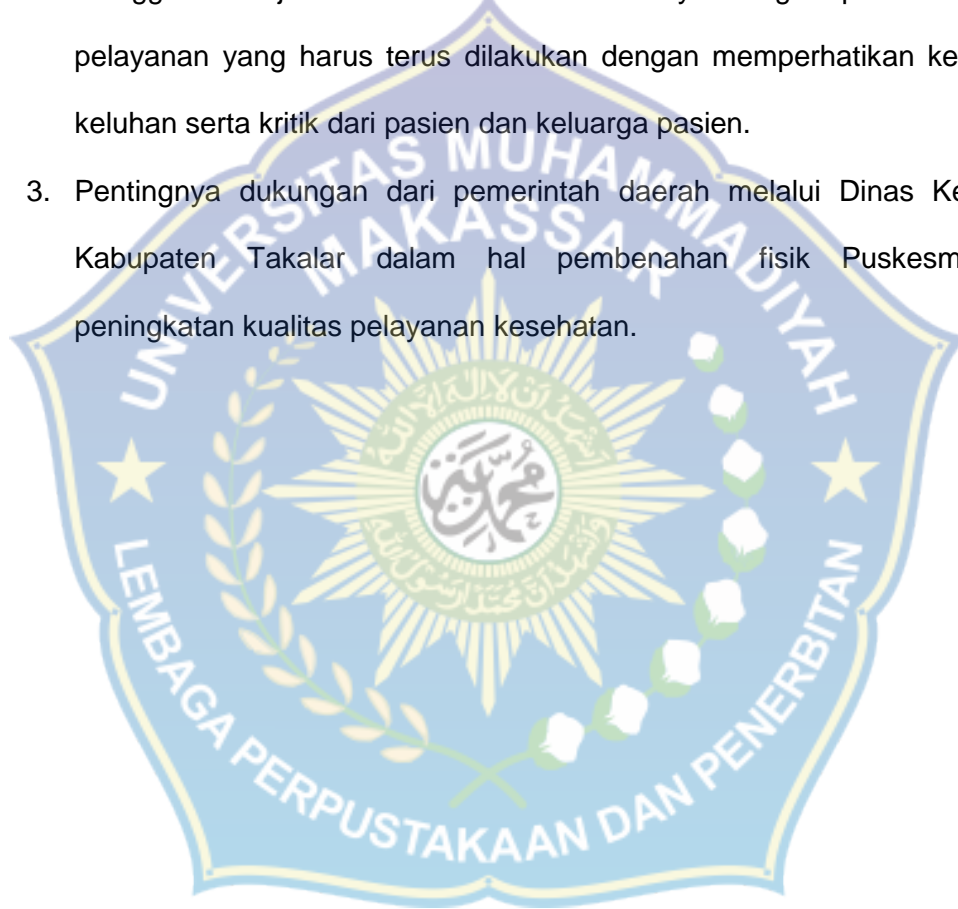 pelayanan yang harus terus dilakukan dengan memperhatikan ke
keluhan serta kritik dari pasien dan keluarga pasien.
3. Pentingnya dukungan dari pemerintah daerah melalui Dinas Ke
Kabupaten Takalar dalam hal pembenahan fisik Puskesm
peningkatan kualitas pelayanan kesehatan.
UNIVERSITAS MUHAMMADIYAH
MAKASSAR
محمد
LEMBAGA PERPUSTAKAAN DAN PENERBITAN